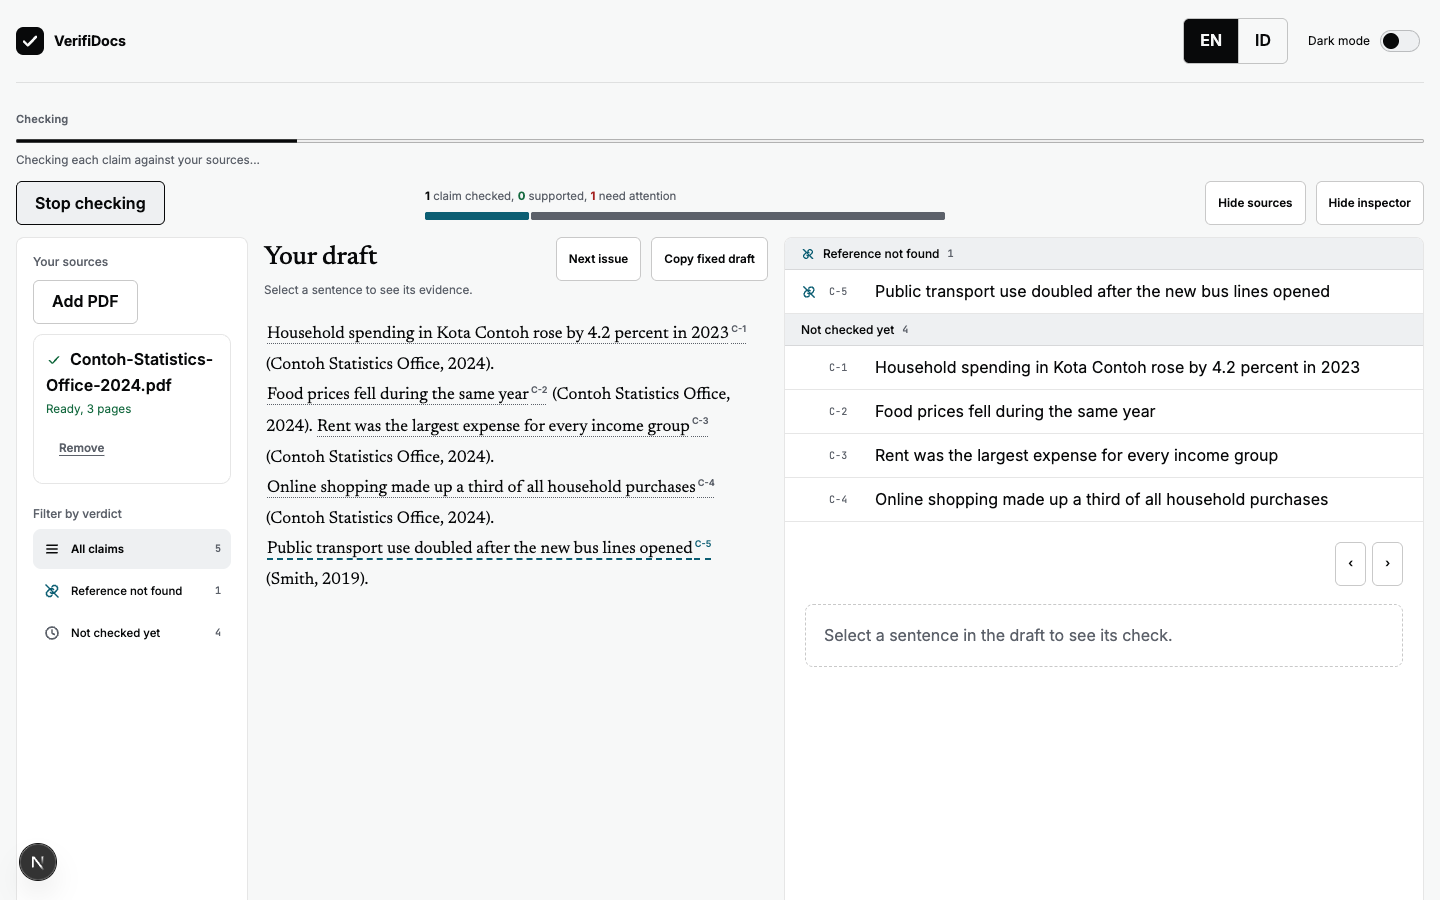 VerifiDocs
EN
ID
Dark mode
Checking
Checking each claim against your sources...
Stop checking
1 claim checked, 0 supported, 1 need attention
Hide sources
Hide inspector
Your sources
Add PDF
Contoh-Statistics-
Office-2024.pdf
Ready, 3 pages
Remove
Filter by verdict
All claims 5
Reference not found 1
Not checked yet 4
Your draft
Next issue
Copy fixed draft
Select a sentence to see its evidence.
Household spending in Kota Contoh rose by 4.2 percent in 2023 C-1
(Contoh Statistics Office, 2024).
Food prices fell during the same year C-2 (Contoh Statistics Office,
2024). Rent was the largest expense for every income group C-3
(Contoh Statistics Office, 2024).
Online shopping made up a third of all household purchases C-4
(Contoh Statistics Office, 2024).
Public transport use doubled after the new bus lines opened C-5
(Smith, 2019).
Reference not found 1
C-5 Public transport use doubled after the new bus lines opened
Not checked yet 4
C-1 Household spending in Kota Contoh rose by 4.2 percent in 2023
C-2 Food prices fell during the same year
C-3 Rent was the largest expense for every income group
C-4 Online shopping made up a third of all household purchases
‹ ›
Select a sentence in the draft to see its check.
N